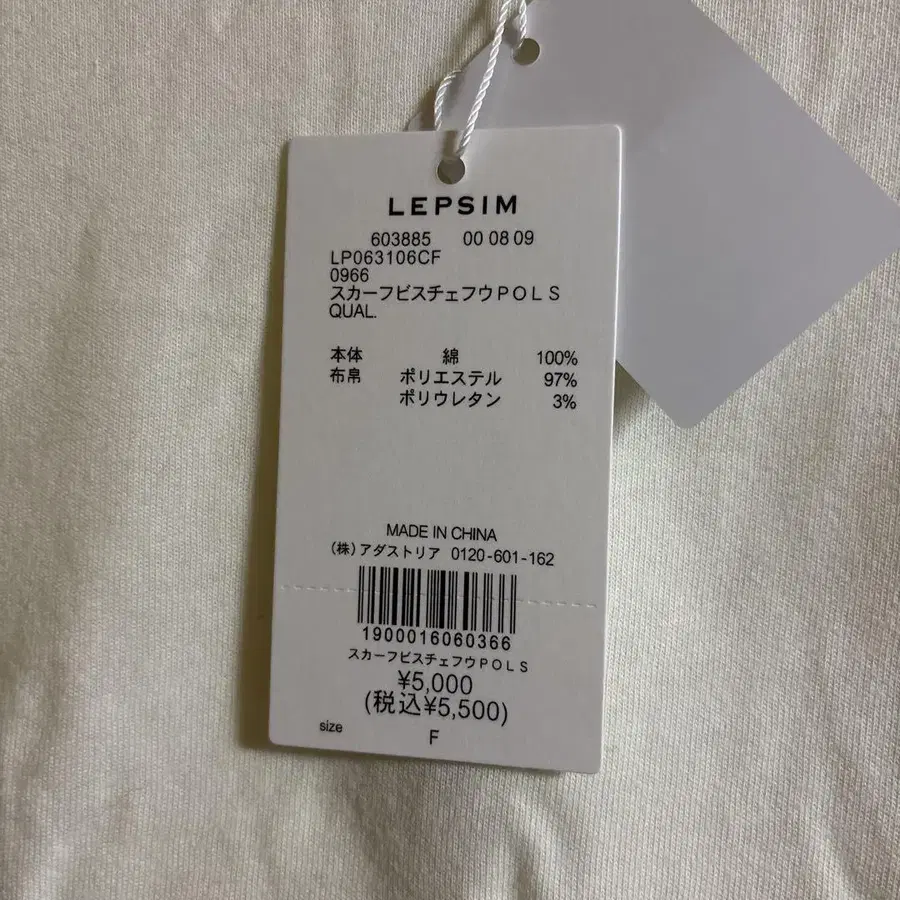 LEPSIM
603885 00 08 09
LP063106CF
0966
スカーフビスチェフウPOLS
QUAL.
本体 綿 100%
布帛 ポリエステル 97%
ポリウレタン 3%
MADE IN CHINA
(株)アダストリア 0120-601-162
1900016060366
スカーフビスチェフウPOLS
¥5,000
(税込¥5,500)
size F